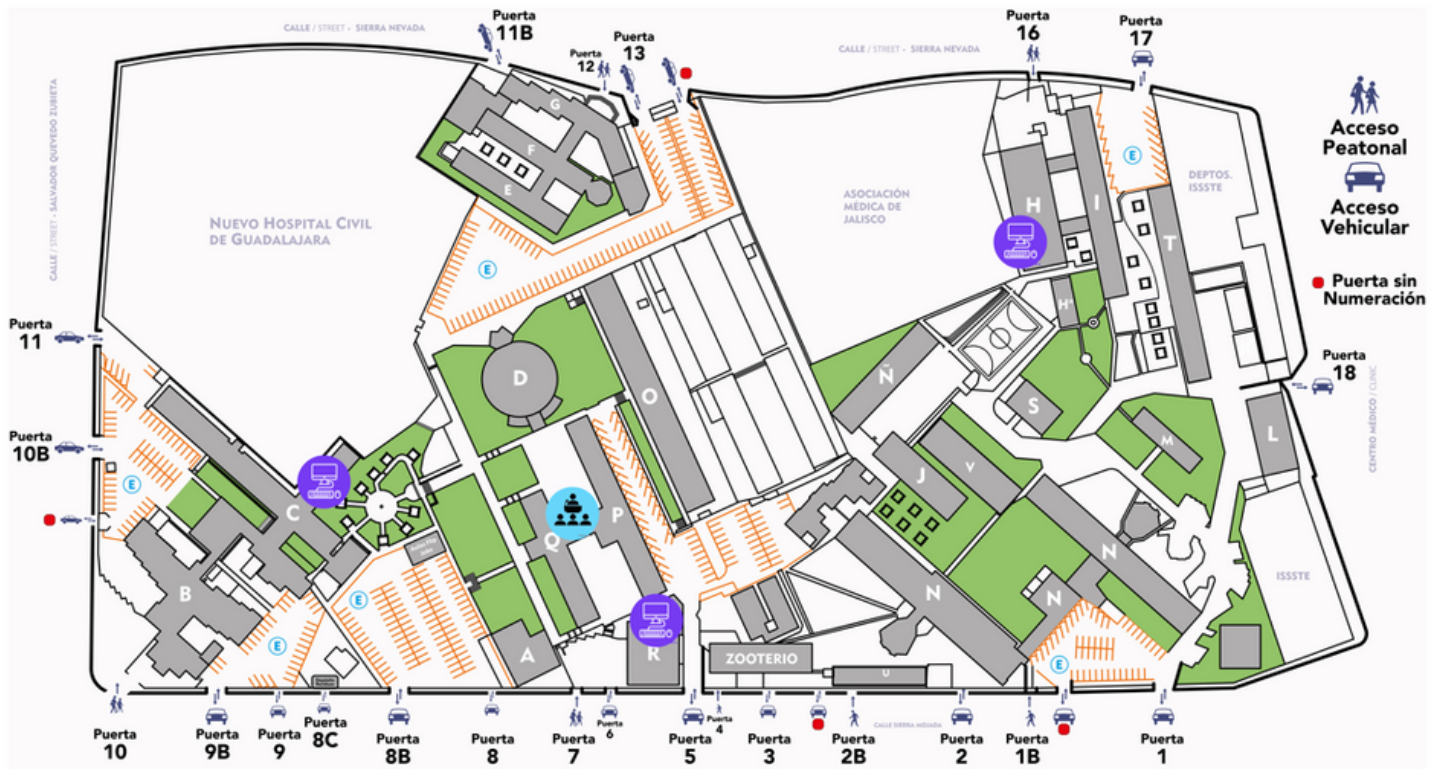 Puerta
11B
CALLE / STREET - SIERRA NEVADA
Puerta
12
Puerta
13
CALLE / STREET - SIERRA NEVADA
Puerta
16
Puerta
17
CALLE / STREET - SALVADOR QUEVEDO ZUBIETA
Acceso
Peatonal
Acceso
Vehicular
Puerta sin
Numeración
G
F
E
E
NUEVO HOSPITAL CIVIL
DE GUADALAJARA
ASOCIACIÓN
MÉDICA DE
JALISCO
DEPTOS.
ISSSTE
E
H
I
T
H"
Puerta
11
Puerta
10B
Puerta
18
CENTRO MÉDICO / CLINIC
D
O
Ñ
S
M
L
J
V
E
C
B
Q
P
N
N
N
ISSSTE
E
E
A
R
ZOOTERIO
U
E
CALLE SIERRA MOJADA
Puerta
10
Puerta
9B
Puerta
9
Puerta
8C
Puerta
8B
Puerta
8
Puerta
7
Puerta
6
Puerta
5
Puerta
4
Puerta
3
Puerta
2B
Puerta
2
Puerta
1B
Puerta
1